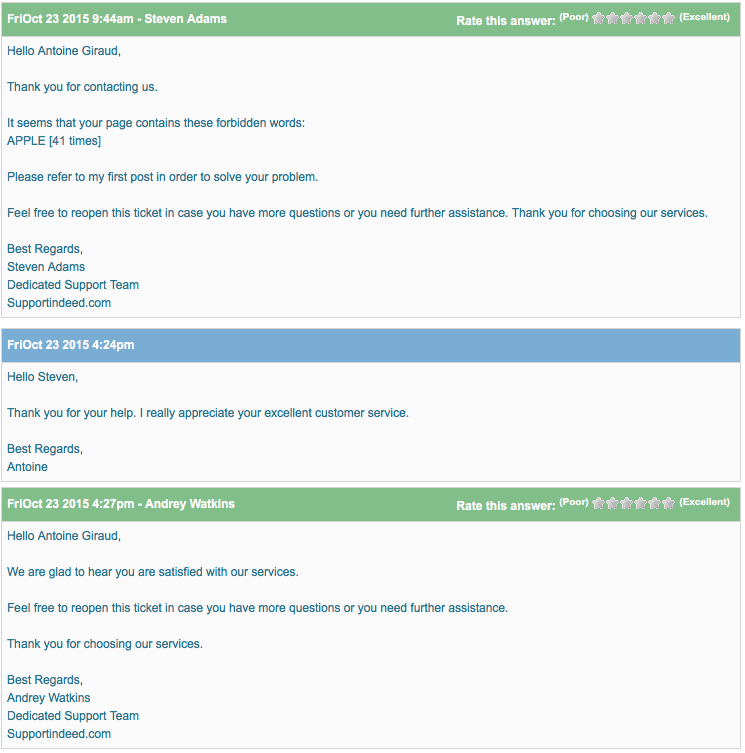 FriOct 23 2015 9:44am - Steven Adams
Rate this answer: (Poor) (Excellent)
Hello Antoine Giraud,
Thank you for contacting us.
It seems that your page contains these forbidden words:
APPLE [41 times]
Please refer to my first post in order to solve your problem.
Feel free to reopen this ticket in case you have more questions or you need further assistance. Thank you for choosing our services.
Best Regards,
Steven Adams
Dedicated Support Team
Supportindeed.com
FriOct 23 2015 4:24pm
Hello Steven,
Thank you for your help. I really appreciate your excellent customer service.
Best Regards,
Antoine
FriOct 23 2015 4:27pm - Andrey Watkins
Rate this answer: (Poor) (Excellent)
Hello Antoine Giraud,
We are glad to hear you are satisfied with our services.
Feel free to reopen this ticket in case you have more questions or you need further assistance.
Thank you for choosing our services.
Best Regards,
Andrey Watkins
Dedicated Support Team
Supportindeed.com